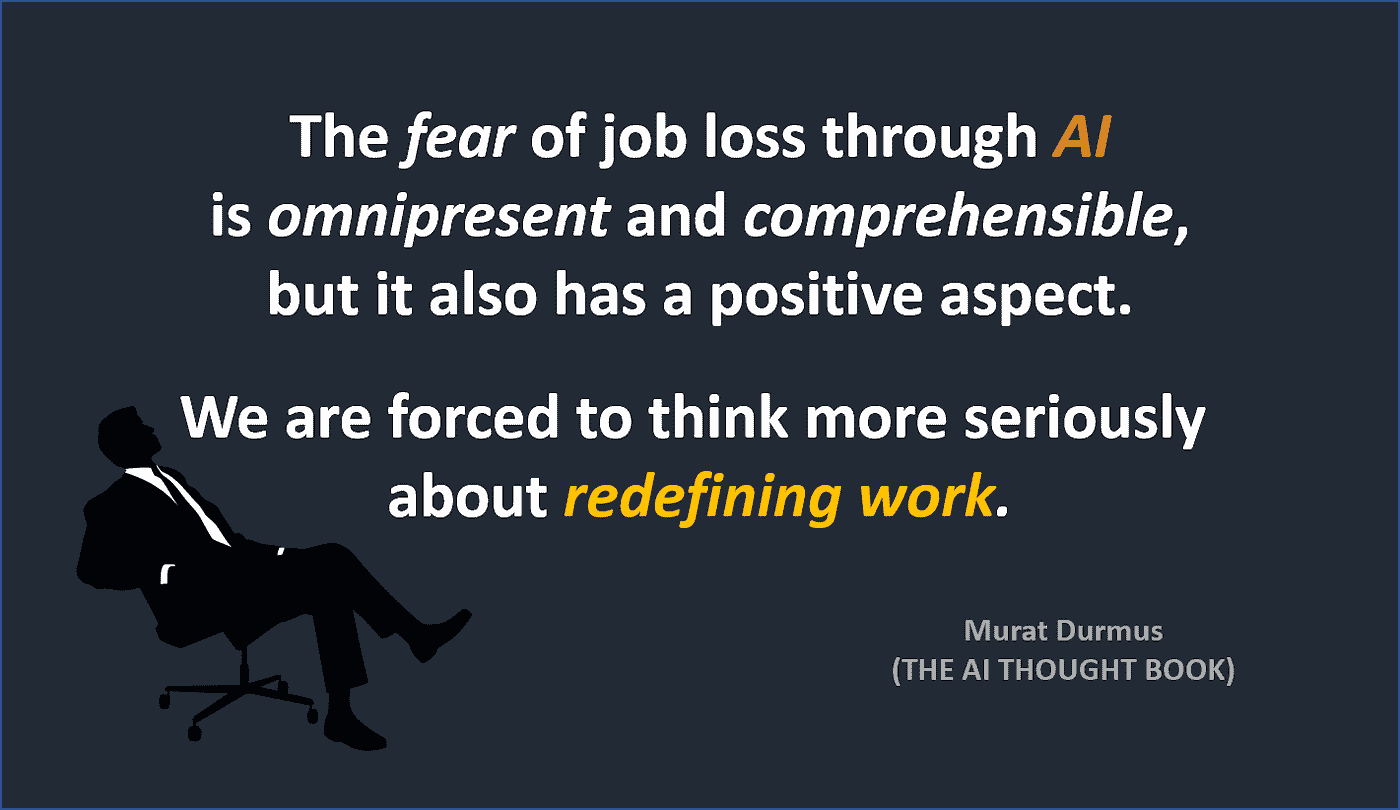 The fear of job loss through AI
is omnipresent and comprehensible,
but it also has a positive aspect.
We are forced to think more seriously
about redefining work.
Murat Durmus
(THE AI THOUGHT BOOK)